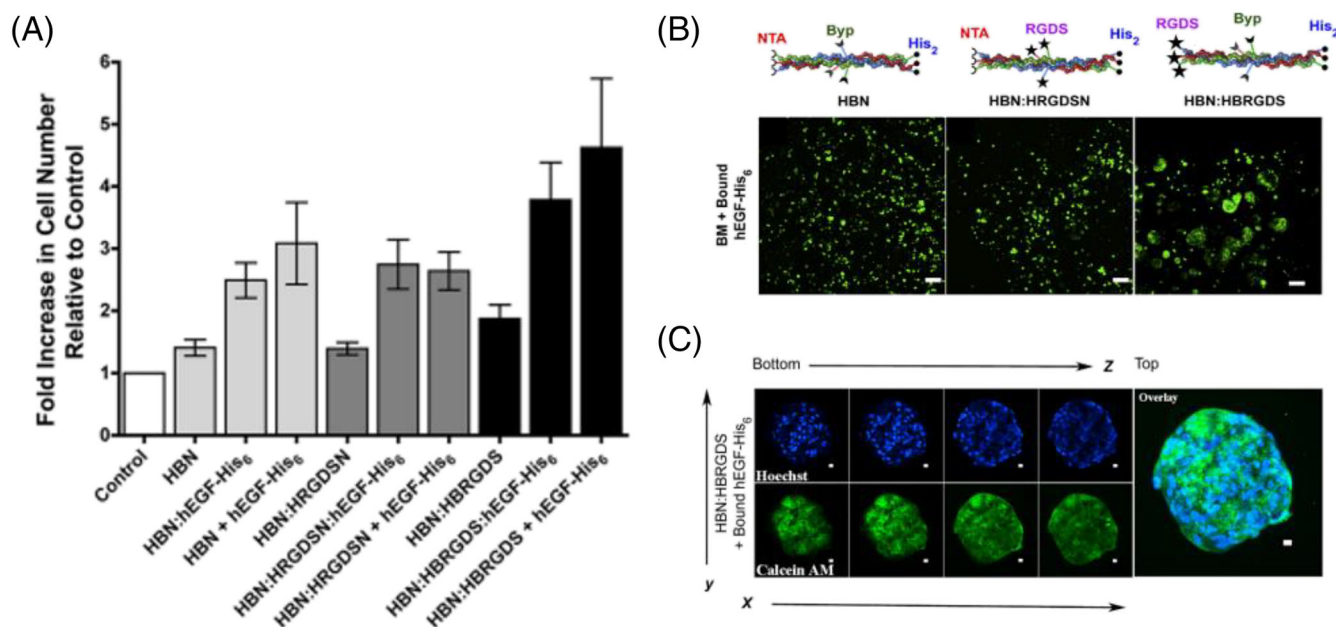 (A)
Fold Increase in Cell Number
Relative to Control
6
5
4
3
2
1
0
Control
HBN
HBN:hEGF-His6
HBN + hEGF-His6
HBN:HRGDSN
HBN:HRGDSN:hEGF-His6
HBN:HRGDSN + hEGF-His6
HBN:HBRGDS
HBN:HBRGDS:hEGF-His6
HBN:HBRGDS + hEGF-His6
(B)
NTA Byp His2
HBN
NTA RGDS His2
HBN:HRGDSN
RGDS Byp His2
HBN:HBRGDS
BM + Bound
hEGF-His6
(C)
Bottom Z Top
HBN:HBRGDS
+ Bound hEGF-His6
Hoechst
Calcein AM
Overlay
y
X